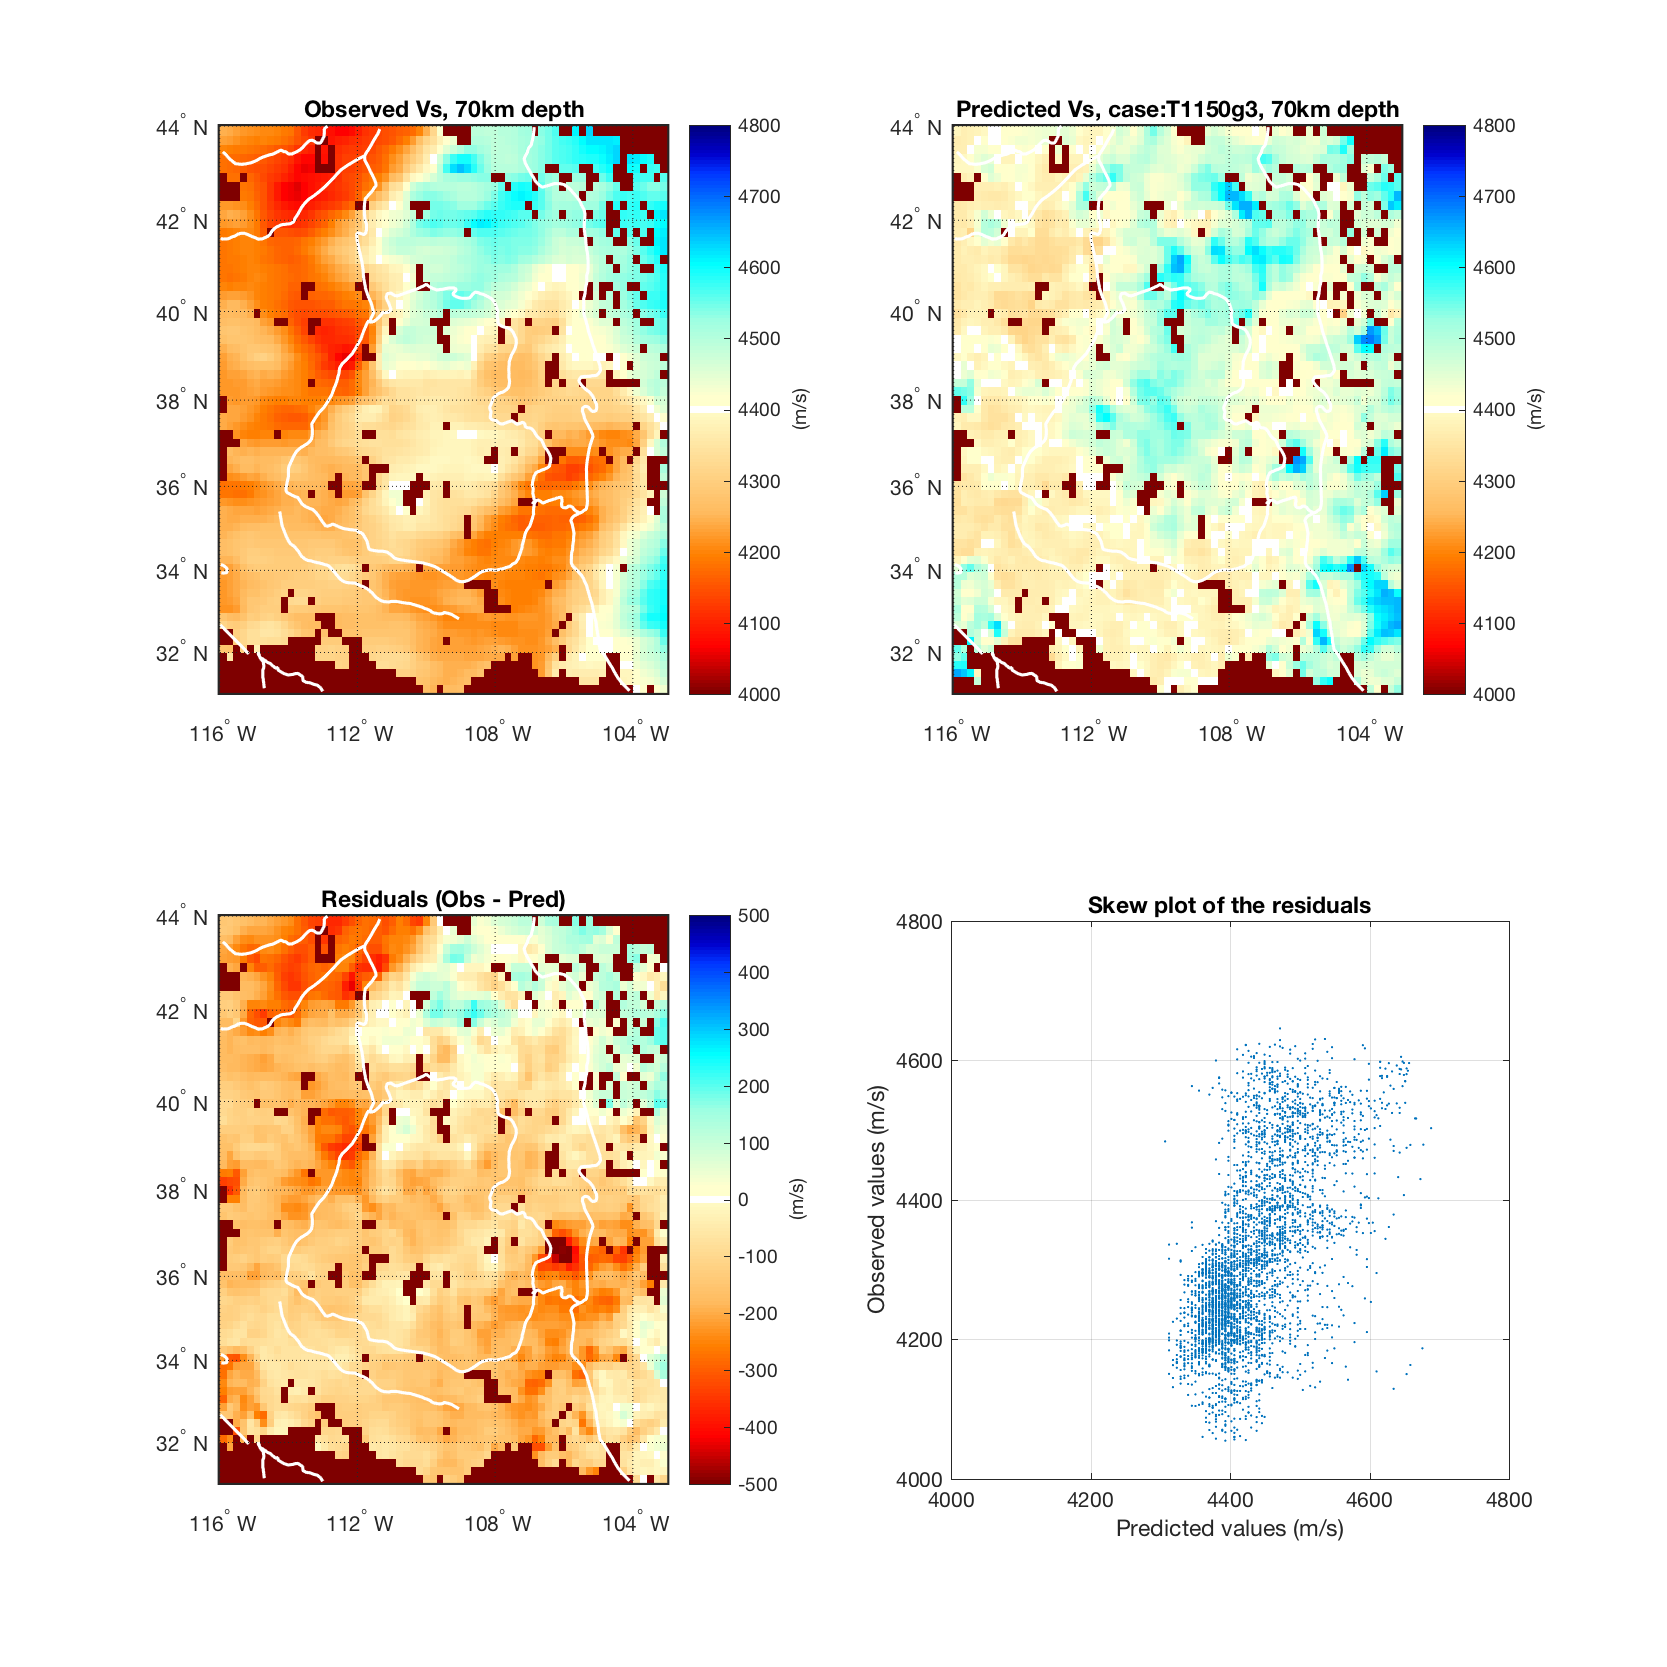 Observed Vs, 70km depth
44° N
42° N
40° N
38° N
36° N
34° N
32° N
116° W
112° W
108° W
104° W
4800
4700
4600
4500
4400
4300
4200
4100
4000
(m/s)
Predicted Vs, case:T1150g3, 70km depth
44° N
42° N
40° N
38° N
36° N
34° N
32° N
116° W
112° W
108° W
104° W
4800
4700
4600
4500
4400
4300
4200
4100
4000
(m/s)
Residuals (Obs - Pred)
44° N
42° N
40° N
38° N
36° N
34° N
32° N
116° W
112° W
108° W
104° W
500
400
300
200
100
0
-100
-200
-300
-400
-500
(m/s)
Skew plot of the residuals
4800
4600
4400
4200
4000
Observed values (m/s)
4000
4200
4400
4600
4800
Predicted values (m/s)